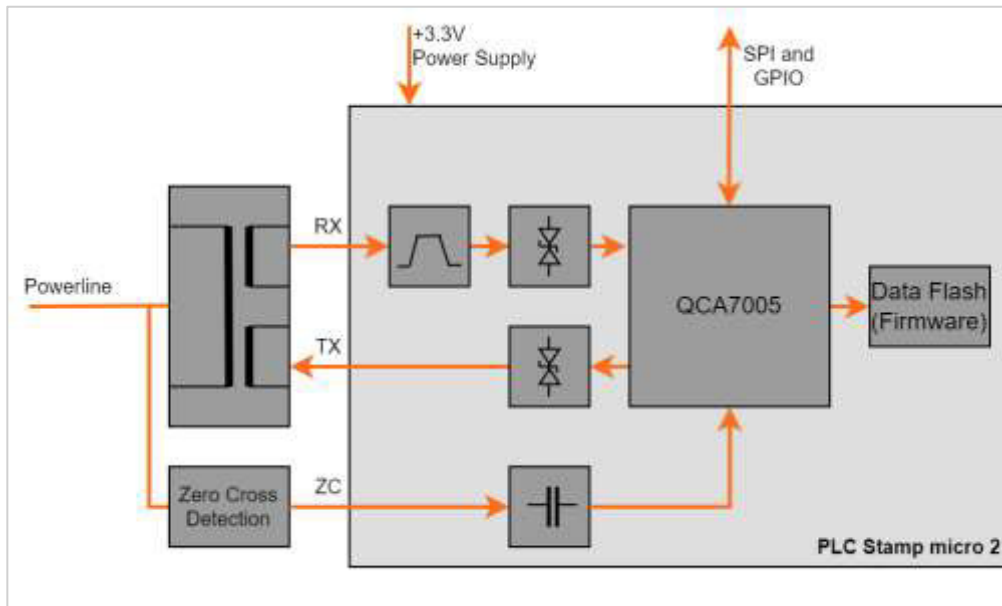 +3.3V
Power Supply
SPI and
GPIO
RX
Powerline
QCA7005
Data Flash
(Firmware)
TX
Zero Cross
Detection
ZC
PLC Stamp micro 2